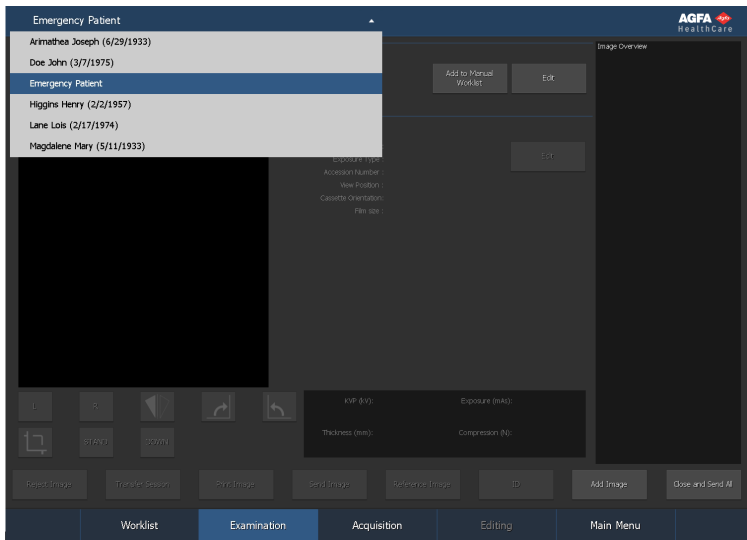 Emergency Patient
AGFA
HealthCare
Arimathea Joseph (6/29/1933)
Doe John (3/7/1975)
Emergency Patient
Higgins Henry (2/2/1957)
Lane Lois (2/17/1974)
Magdalene Mary (5/11/1933)
Image Overview
Add to Manual
Worklist
Edit
Exposure Type :
Edit
Accession Number :
View Position :
Cassette Orientation:
Film size :
L
R
STAND.
DOWN
KVP (kV):
Exposure (mAs):
Thickness (mm):
Compression (N):
Reject Image
Transfer Session
Print Image
Send Image
Reference Image
ID
Add Image
Close and Send All
Worklist
Examination
Acquisition
Editing
Main Menu